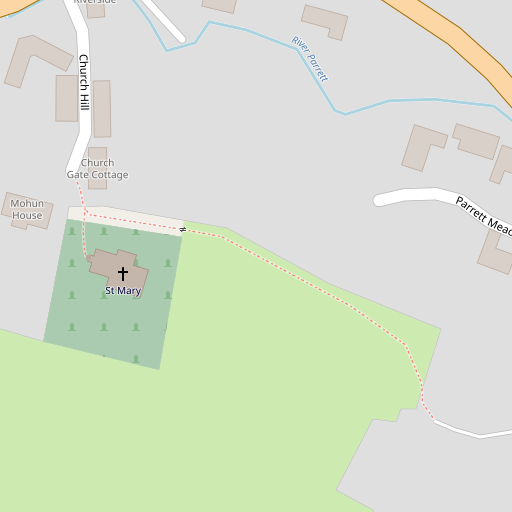 Riverside
River Parrett
Church Hill
Church
Gate Cottage
Mohun
House
Parrett Mead
St Mary